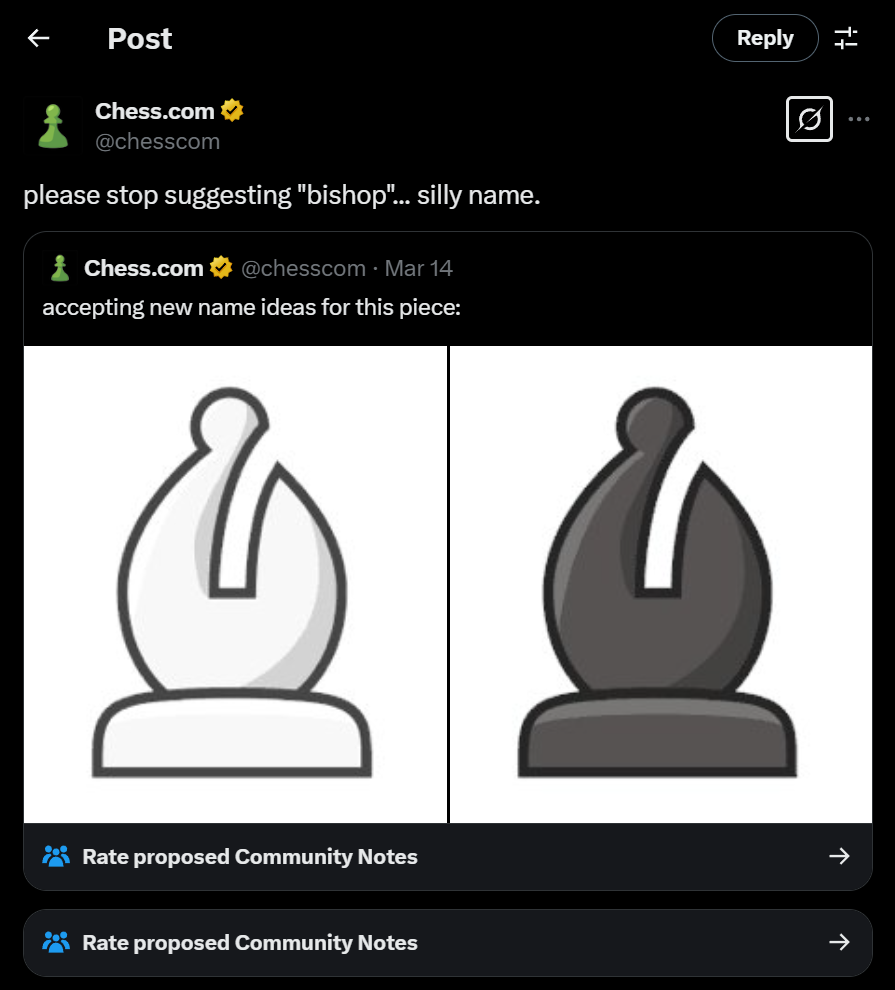 Post
Reply
Chess.com
@chesscom
please stop suggesting "bishop"... silly name.
Chess.com @chesscom · Mar 14
accepting new name ideas for this piece:
Rate proposed Community Notes
Rate proposed Community Notes